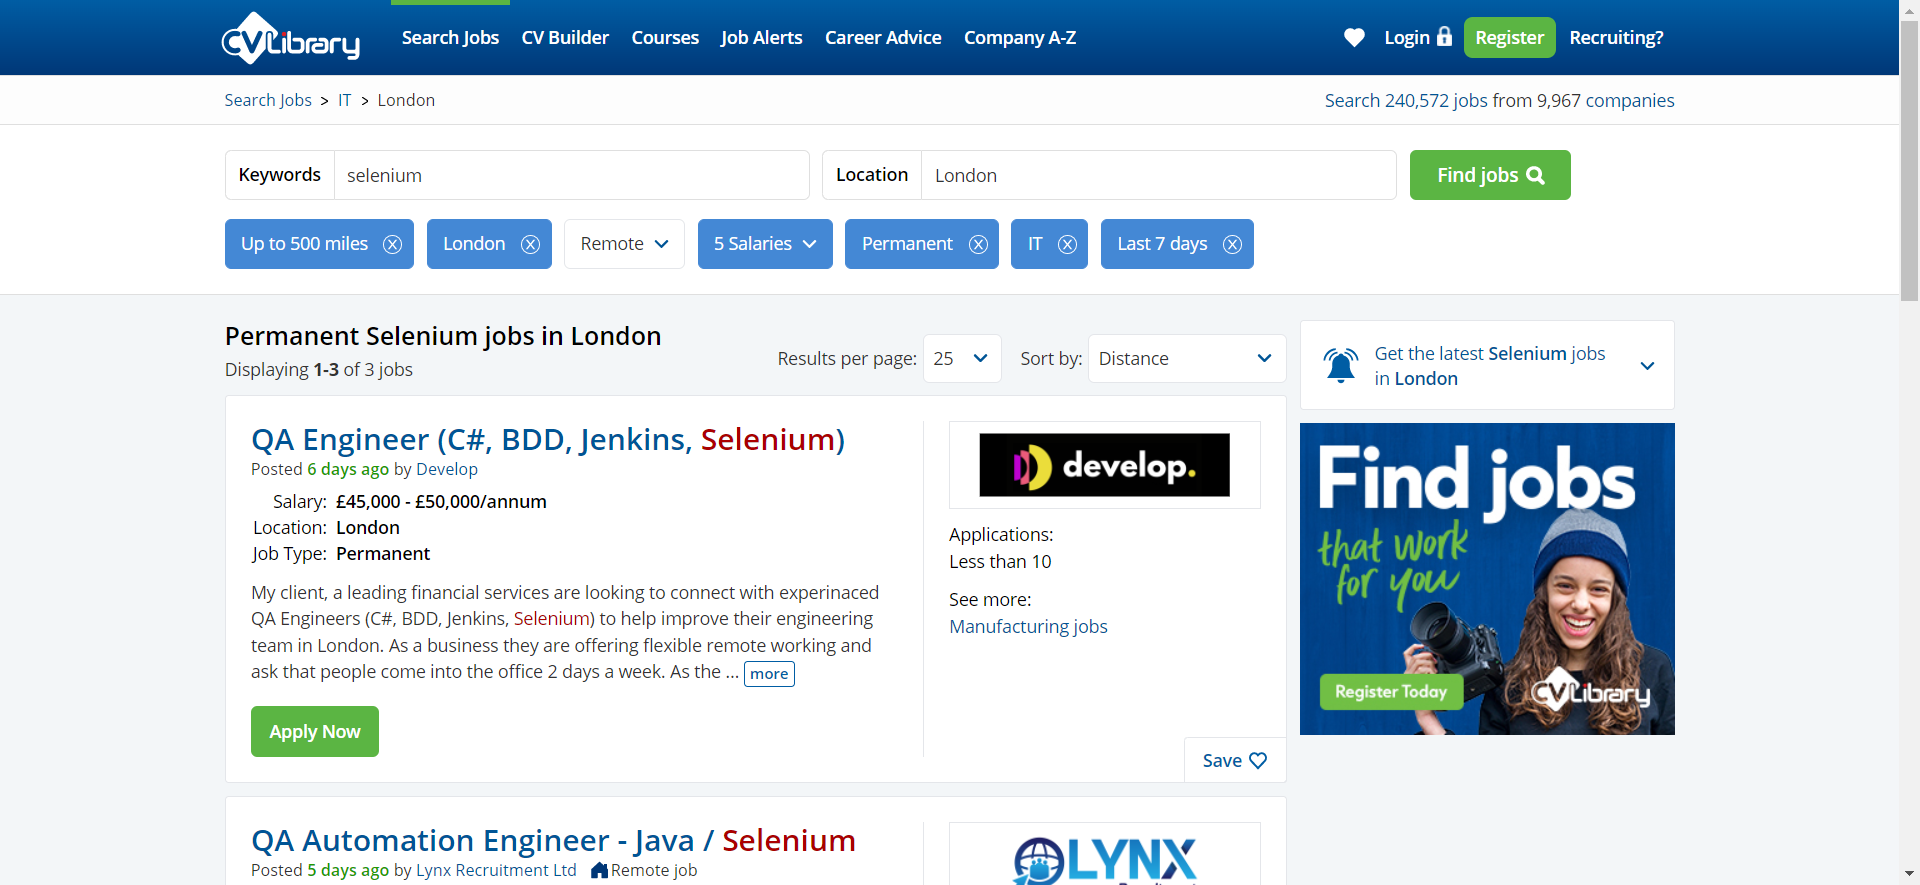 CVLibrary
Search Jobs CV Builder Courses Job Alerts Career Advice Company A-Z Login Register Recruiting?
Search Jobs > IT > London
Search 240,572 jobs from 9,967 companies
Keywords selenium
Location London
Find jobs
Up to 500 miles London Remote 5 Salaries Permanent IT Last 7 days
Permanent Selenium jobs in London
Displaying 1-3 of 3 jobs
Results per page: 25 Sort by: Distance
QA Engineer (C#, BDD, Jenkins, Selenium)
Posted 6 days ago by Develop
Salary: £45,000 - £50,000/annum
Location: London
Job Type: Permanent
My client, a leading financial services are looking to connect with experinaced
QA Engineers (C#, BDD, Jenkins, Selenium) to help improve their engineering
team in London. As a business they are offering flexible remote working and
ask that people come into the office 2 days a week. As the ... more
Apply Now
develop.
Applications:
Less than 10
See more:
Manufacturing jobs
Save
QA Automation Engineer - Java / Selenium
Posted 5 days ago by Lynx Recruitment Ltd Remote job
LYNX
Get the latest Selenium jobs
in London
Find jobs
that work
for you
Register Today
CVLibrary